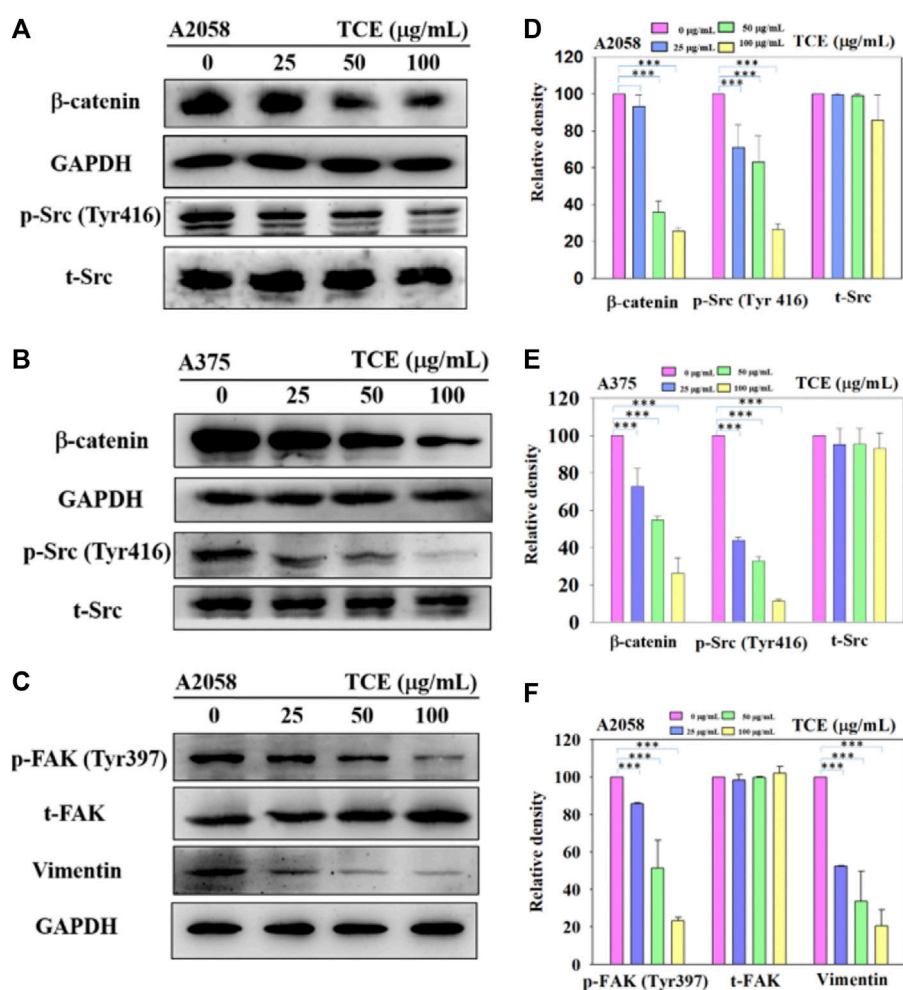 A
A2058 TCE (μg/mL)
0 25 50 100
β-catenin
GAPDH
p-Src (Tyr416)
t-Src
B
A375 TCE (μg/mL)
0 25 50 100
β-catenin
GAPDH
p-Src (Tyr416)
t-Src
C
A2058 TCE (μg/mL)
0 25 50 100
p-FAK (Tyr397)
t-FAK
Vimentin
GAPDH
D
0 μg/mL 50 μg/mL
25 μg/mL 100 μg/mL
A2058 TCE (μg/mL)
120
100
80
60
40
20
0
Relative density
*** ***
*** ***
***
β-catenin p-Src (Tyr 416) t-Src
E
0 μg/mL 50 μg/mL
25 μg/mL 100 μg/mL
A375 TCE (μg/mL)
120
100
80
60
40
20
0
Relative density
*** ***
*** ***
*** ***
β-catenin p-Src (Tyr416) t-Src
F
0 μg/mL 50 μg/mL
25 μg/mL 100 μg/mL
A2058 TCE (μg/mL)
120
100
80
60
40
20
0
Relative density
*** ***
*** ***
*** ***
p-FAK (Tyr397) t-FAK Vimentin